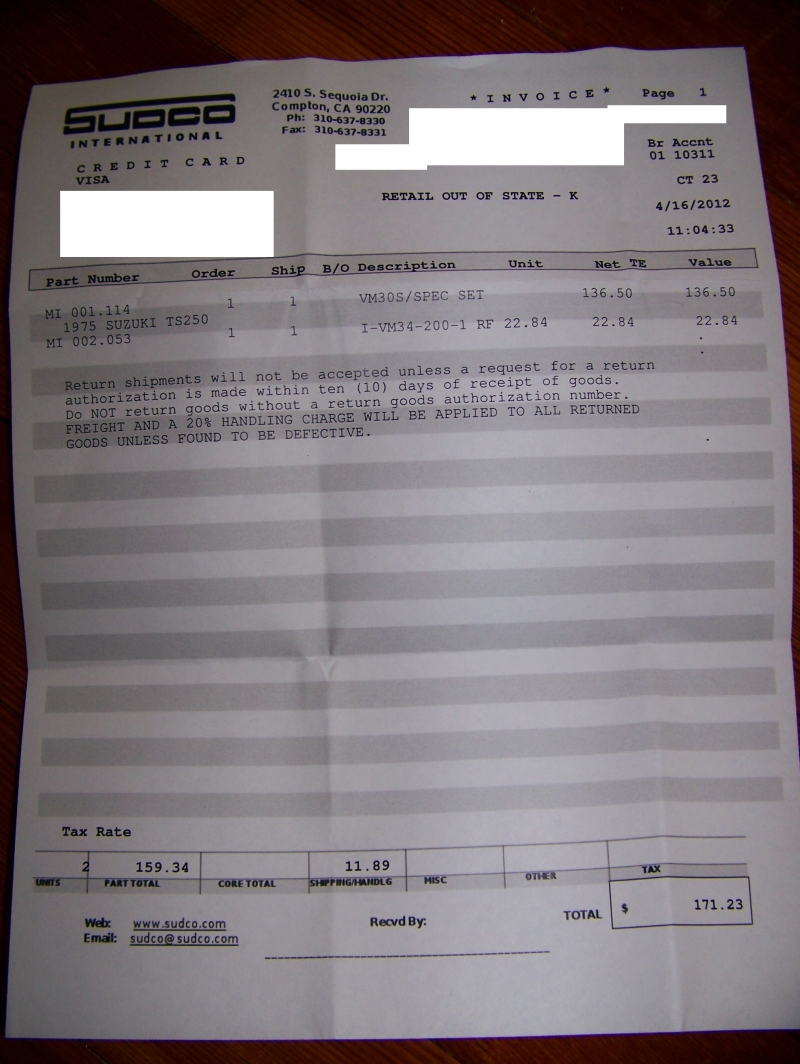 SUDCO
INTERNATIONAL
2410 S. Sequoia Dr.
Compton, CA 90220
Ph: 310-637-8330
Fax: 310-637-8331
* I N V O I C E *
Page 1
C R E D I T C A R D
VISA
Br Accnt
01 10311
RETAIL OUT OF STATE - K
CT 23
4/16/2012
11:04:33
Part Number Order Ship B/O Description Unit Net TE Value
MI 001.114 1 1 VM30S/SPEC SET 136.50 136.50
1975 SUZUKI TS250
MI 002.053 1 1 I-VM34-200-1 RF 22.84 22.84 22.84
Return shipments will not be accepted unless a request for a return
authorization is made within ten (10) days of receipt of goods.
Do NOT return goods without a return goods authorization number.
FREIGHT AND A 20% HANDLING CHARGE WILL BE APPLIED TO ALL RETURNED
GOODS UNLESS FOUND TO BE DEFECTIVE.
Tax Rate
2 159.34 11.89
UNITS PART TOTAL CORE TOTAL SHIPPING/HANDLG MISC OTHER TAX
TOTAL $ 171.23
Web: www.sudco.com
Email: sudco@sudco.com
Recvd By: